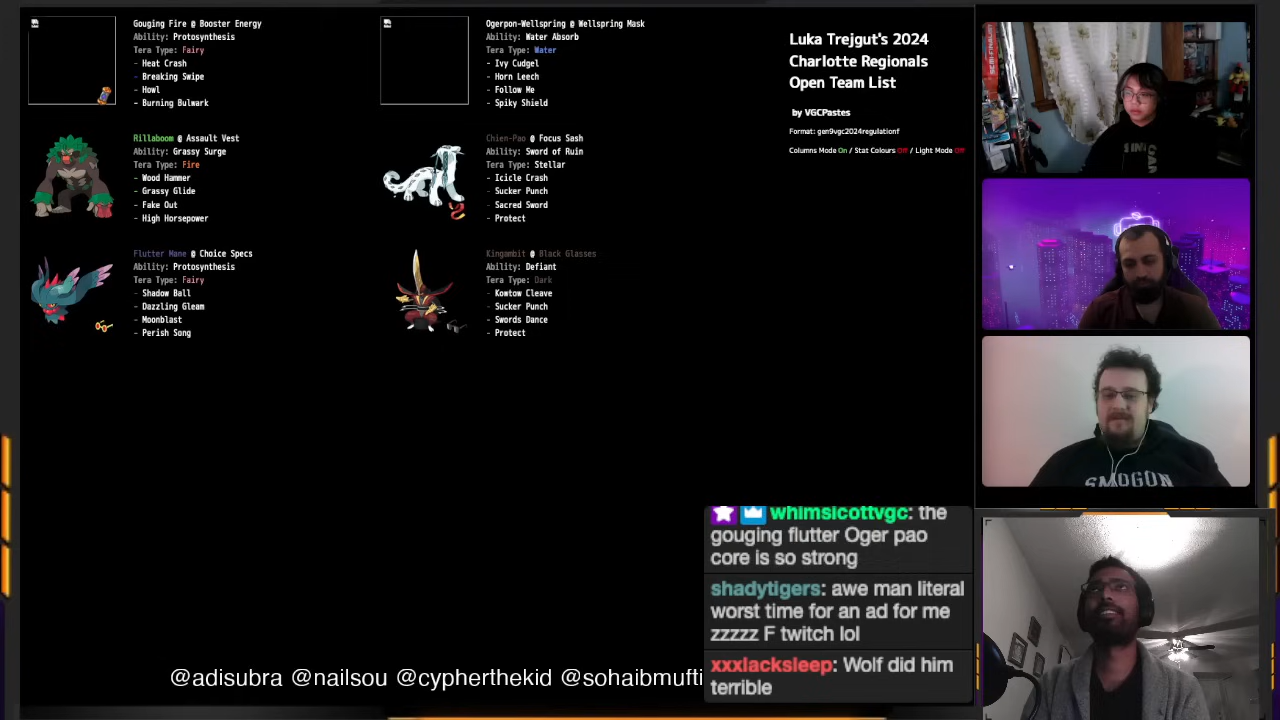 Gouging Fire @ Booster Energy
Ability: Protosynthesis
Tera Type: Fairy
- Heat Crash
- Breaking Swipe
- Howl
- Burning Bulwark
Ogerpon-Wellspring @ Wellspring Mask
Ability: Water Absorb
Tera Type: Water
- Ivy Cudgel
- Horn Leech
- Follow Me
- Spiky Shield
Rillaboom @ Assault Vest
Ability: Grassy Surge
Tera Type: Fire
- Wood Hammer
- Grassy Glide
- Fake Out
- High Horsepower
Chien-Pao @ Focus Sash
Ability: Sword of Ruin
Tera Type: Stellar
- Icicle Crash
- Sucker Punch
- Sacred Sword
- Protect
Flutter Mane @ Choice Specs
Ability: Protosynthesis
Tera Type: Fairy
- Shadow Ball
- Dazzling Gleam
- Moonblast
- Perish Song
Kingambit @ Black Glasses
Ability: Defiant
Tera Type: Dark
- Kowtow Cleave
- Sucker Punch
- Swords Dance
- Protect
Luka Trejgut's 2024
Charlotte Regionals
Open Team List
by VGCPastes
Format: gen9vgc2024regulationf
Columns Mode On / Stat Colours Off / Light Mode Off
SMOGON
whimsicottvgc: the
gouging flutter Oger pao
core is so strong
shadytigers: awe man literal
worst time for an ad for me
zzzzz F twitch lol
xxxlacksleep: Wolf did him
terrible
@adisubra @nailsou @cypherthekid @sohaibmufti